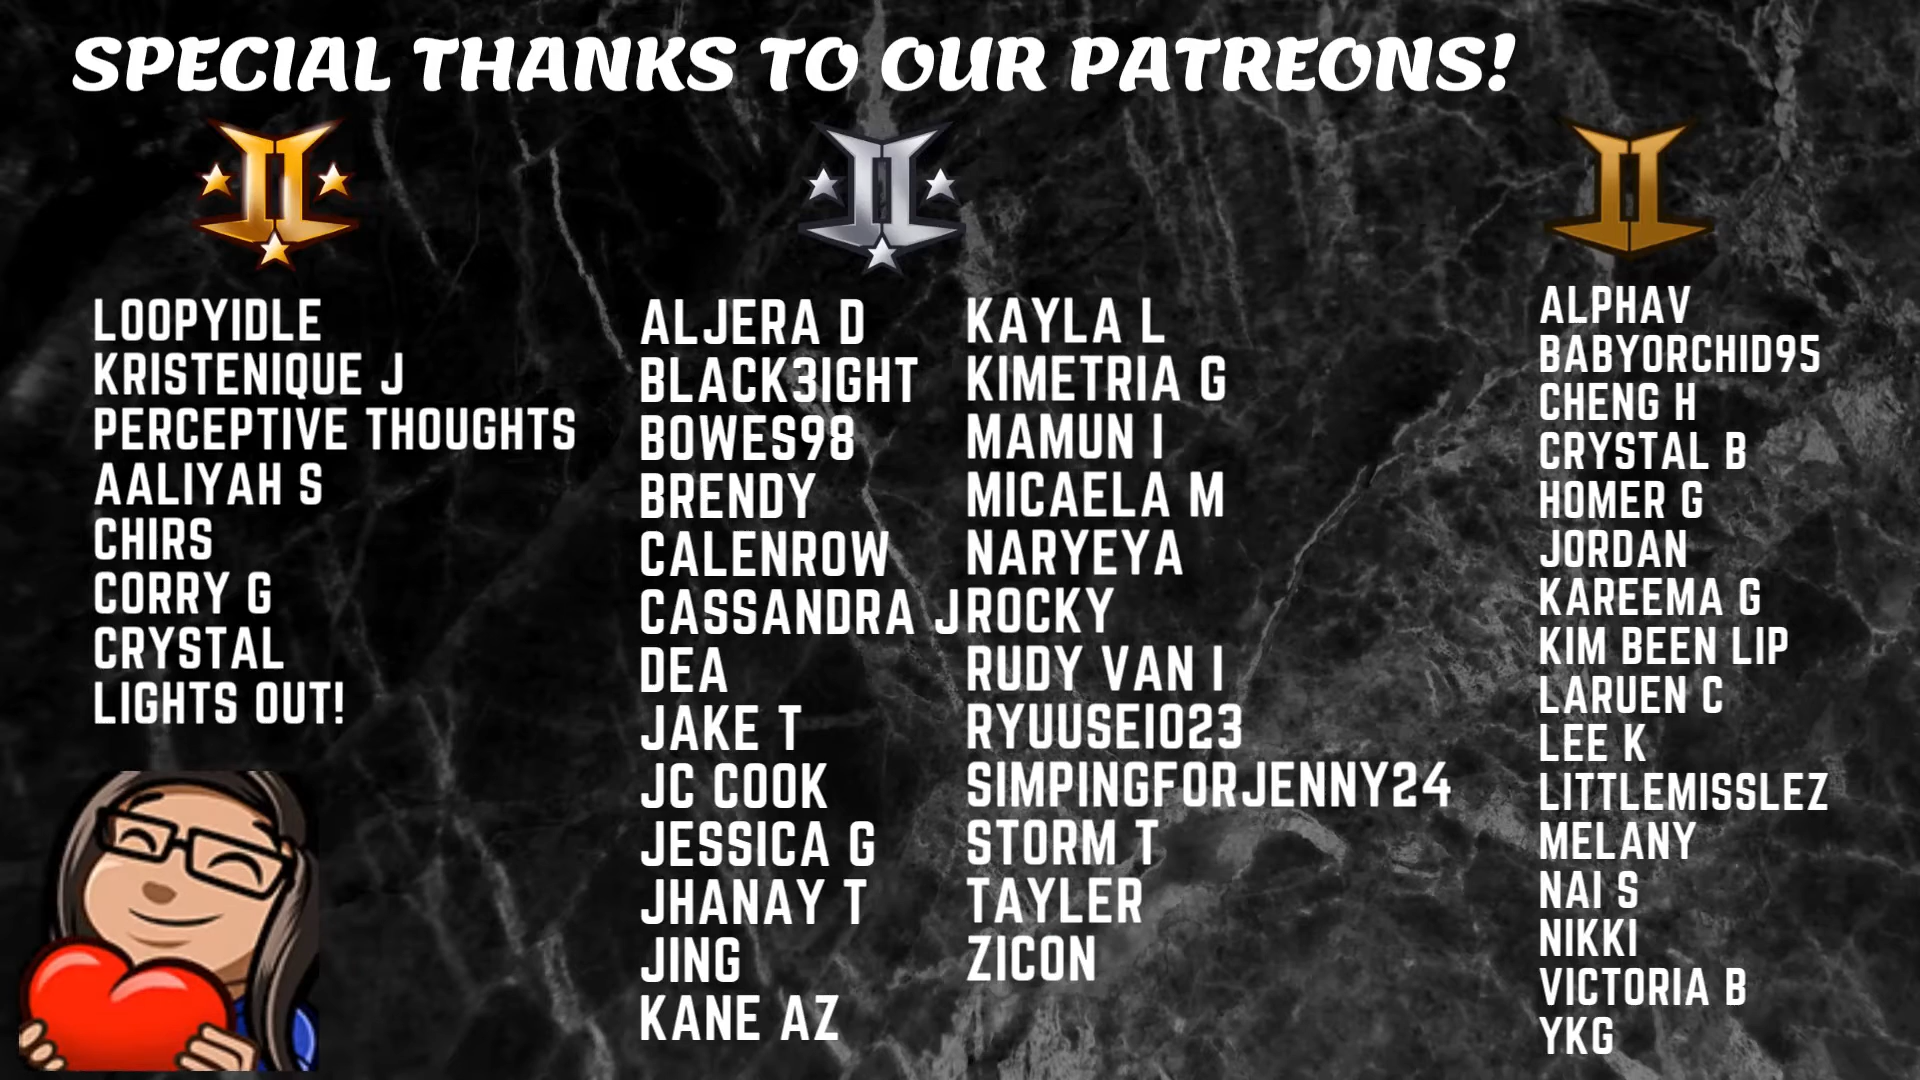 SPECIAL THANKS TO OUR PATREONS!
LOOPYIDLE
KRISTENIQUE J
PERCEPTIVE THOUGHTS
AALIYAH S
CHIRS
CORRY G
CRYSTAL
LIGHTS OUT!
ALJERA D
BLACK3IGHT
BOWES98
BRENDY
CALENROW
CASSANDRA J
DEA
JAKE T
JC COOK
JESSICA G
JHANAY T
JING
KANE AZ
KAYLA L
KIMETRIA G
MAMUN I
MICAELA M
NARYEYA
ROCKY
RUDY VAN I
RYUUSEI023
SIMPINGFORJENNY24
STORM T
TAYLER
ZICON
ALPHAV
BABYORCHID95
CHENG H
CRYSTAL B
HOMER G
JORDAN
KAREEMA G
KIM BEEN LIP
LARUEN C
LEE K
LITTLEMISSLEZ
MELANY
NAI S
NIKKI
VICTORIA B
YKG